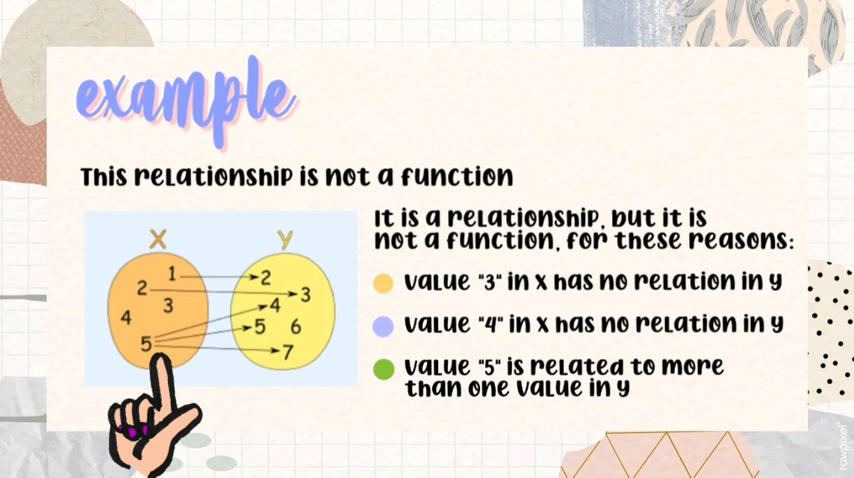 example
This relationship is not a function
It is a relationship, but it is
not a function, for these reasons:
X
Y
1
2
3
4
5
2
3
4
5
6
7
value "3" in x has no relation in y
value "4" in x has no relation in y
value "5" is related to more
than one value in y
rawpixel